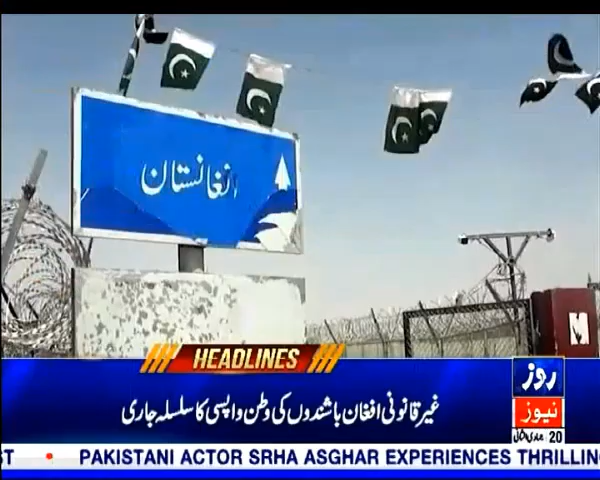 افغانستان
HEADLINES
غیر قانونی افغان باشندوں کی وطن واپسی کا سلسلہ جاری
روز
نیوز
20
ST • PAKISTANI ACTOR SRHA ASGHAR EXPERIENCES THRILLIN